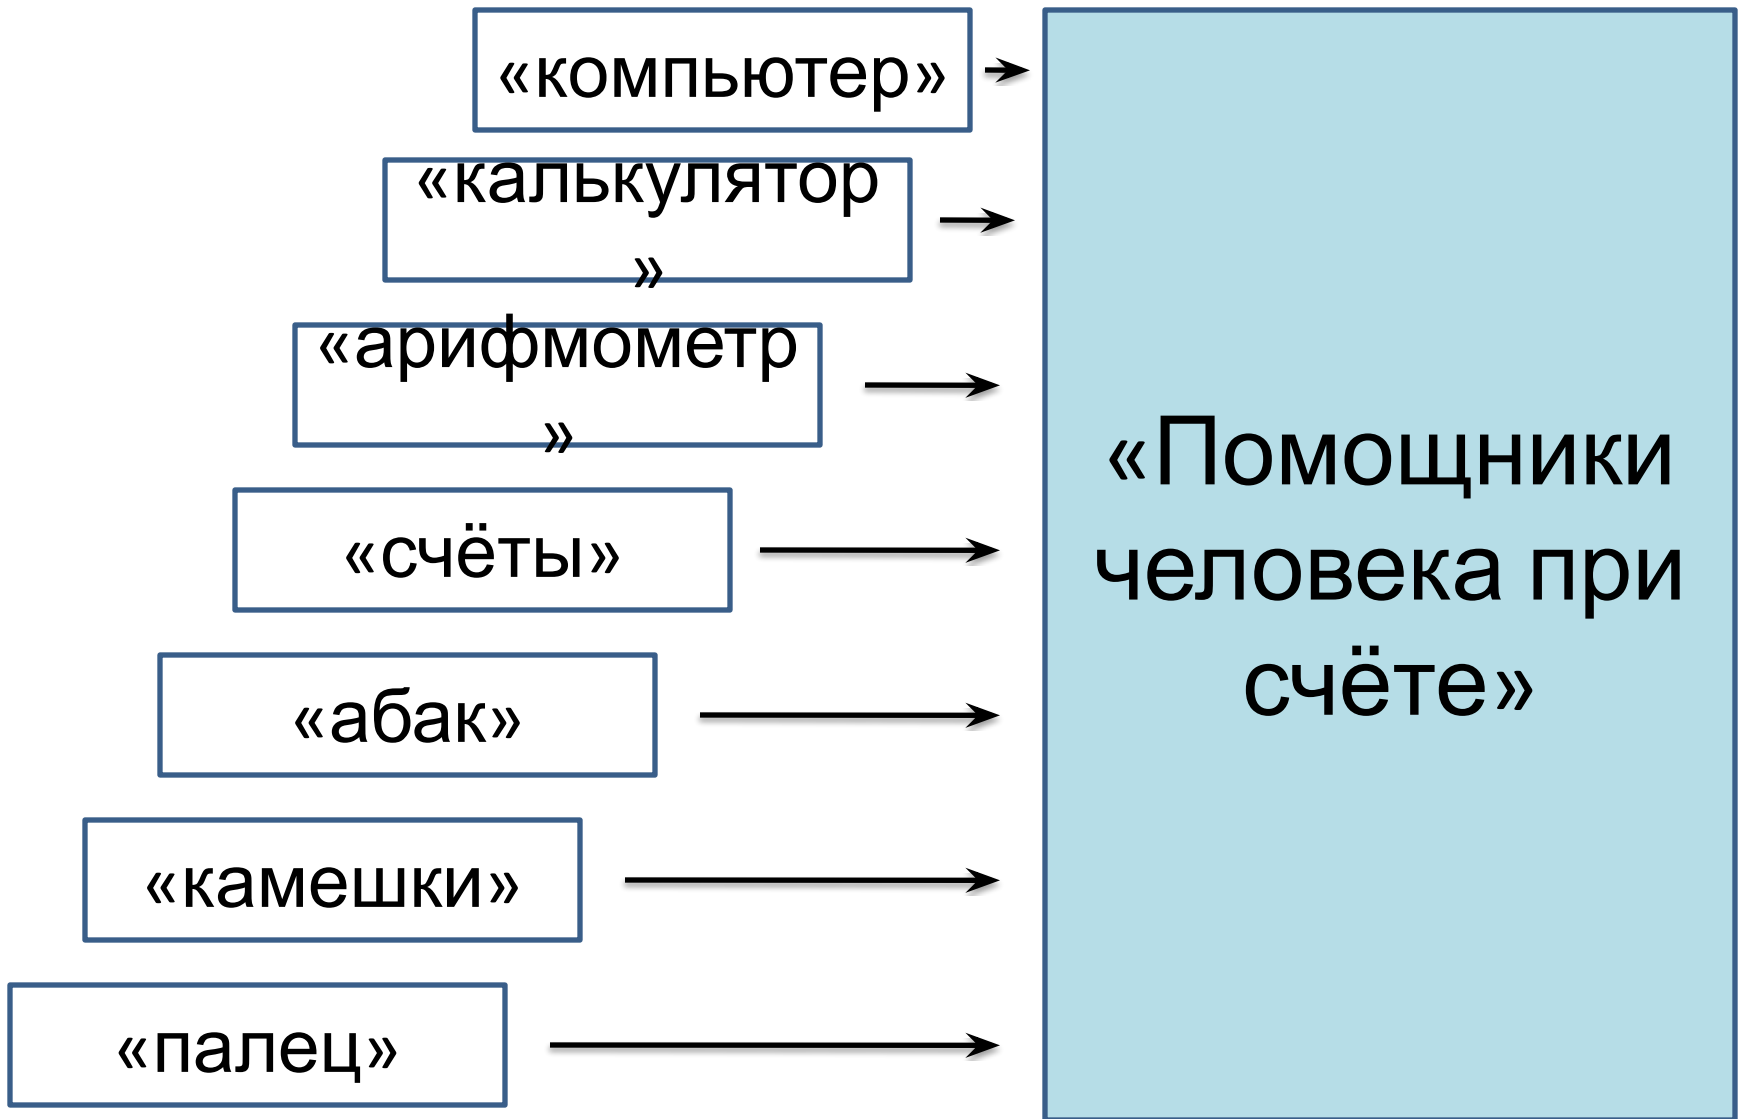 «компьютер»
«калькулятор
»
«арифмометр
»
«счёты»
«абак»
«камешки»
«палец»
«Помощники
человека при
счёте»